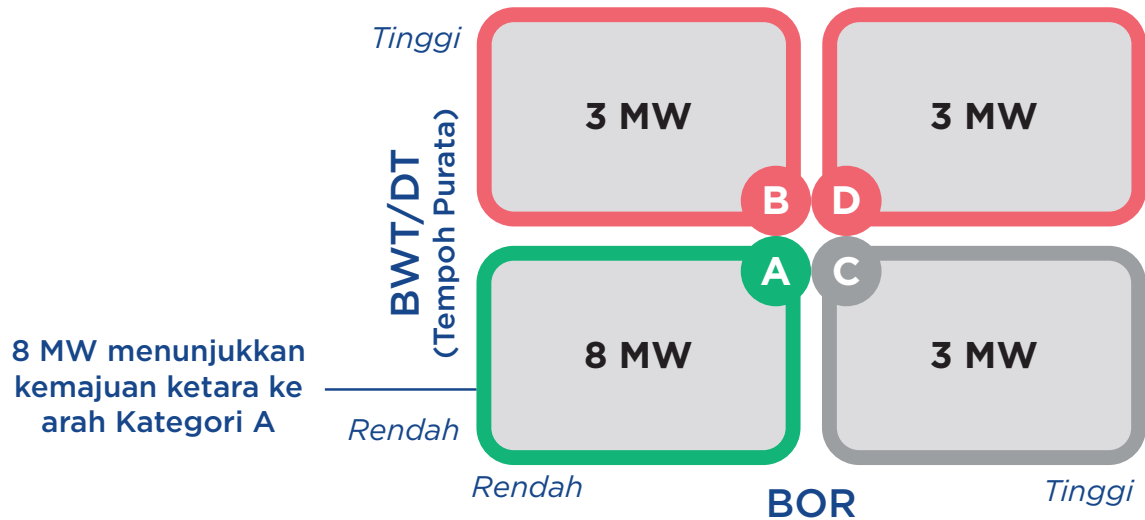 Tinggi
3 MW
3 MW
BWT/DT
(Tempoh Purata)
B
D
A
C
8 MW menunjukkan
kemajuan ketara ke
arah Kategori A
8 MW
3 MW
Rendah
Rendah
BOR
Tinggi